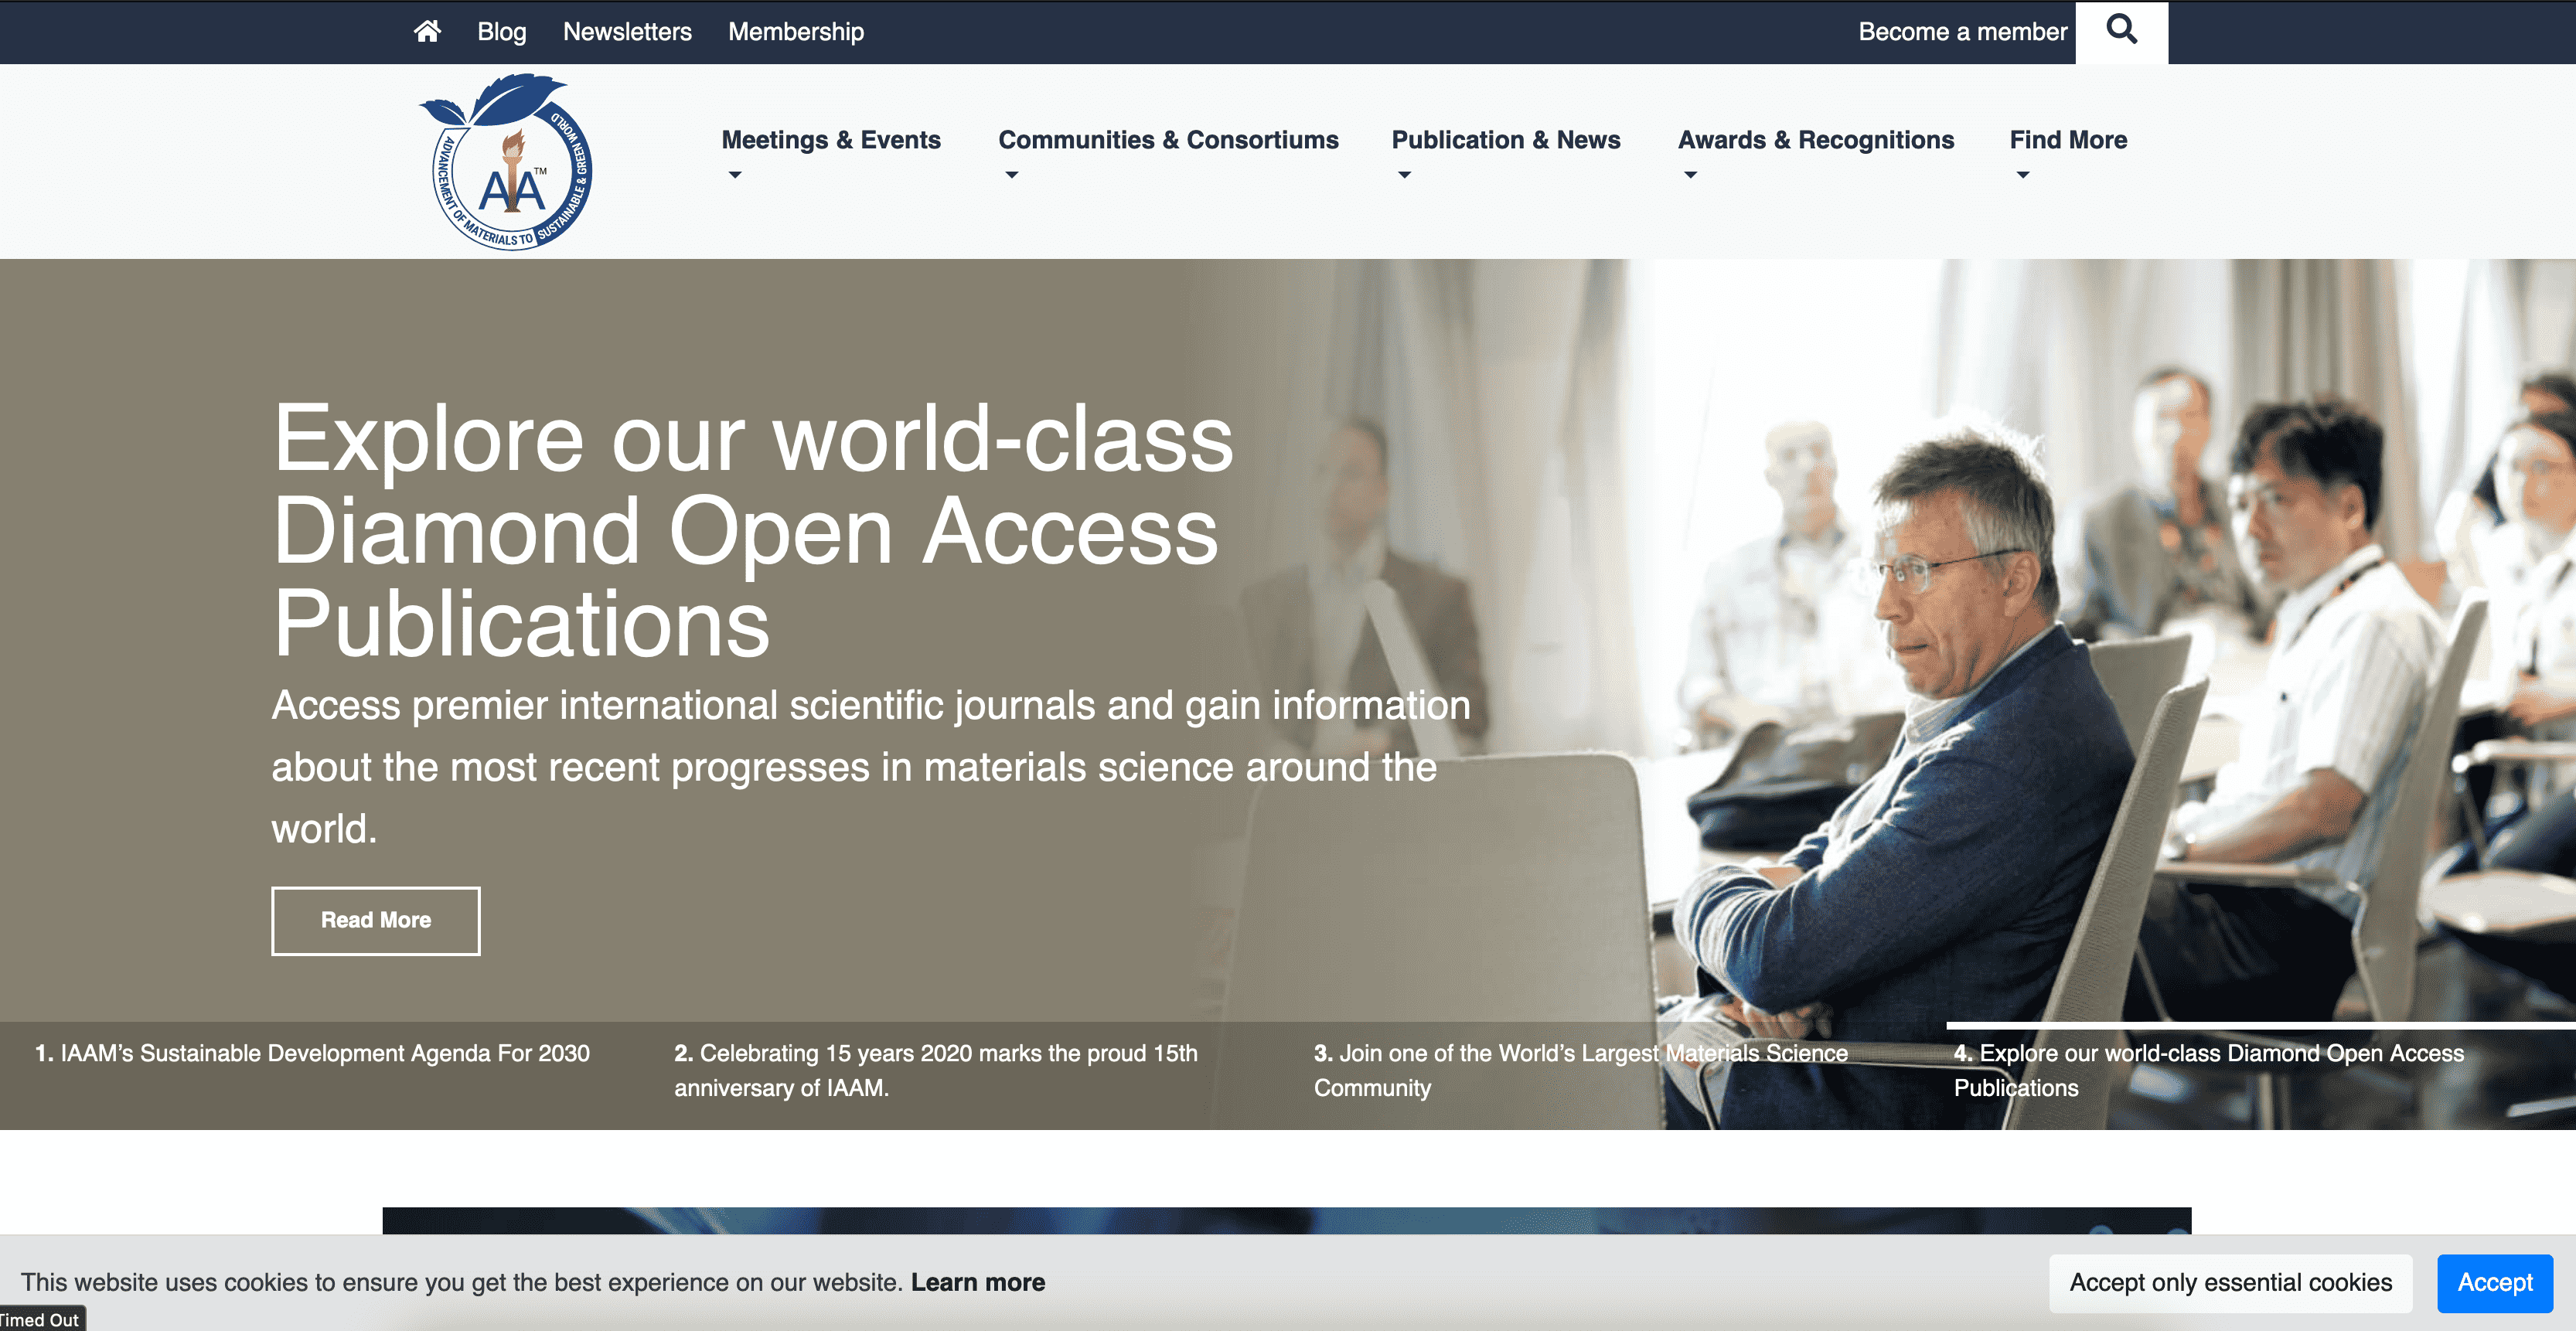 Blog Newsletters Membership Become a member
ADVANCEMENT OF MATERIALS TO SUSTAINABLE & GREEN WORLD
AA™
Meetings & Events Communities & Consortiums Publication & News Awards & Recognitions Find More
Explore our world-class
Diamond Open Access
Publications
Access premier international scientific journals and gain information
about the most recent progresses in materials science around the
world.
Read More
1. IAAM’s Sustainable Development Agenda For 2030
2. Celebrating 15 years 2020 marks the proud 15th
anniversary of IAAM.
3. Join one of the World’s Largest Materials Science
Community
4. Explore our world-class Diamond Open Access
Publications
This website uses cookies to ensure you get the best experience on our website. Learn more
Accept only essential cookies Accept
Timed Out